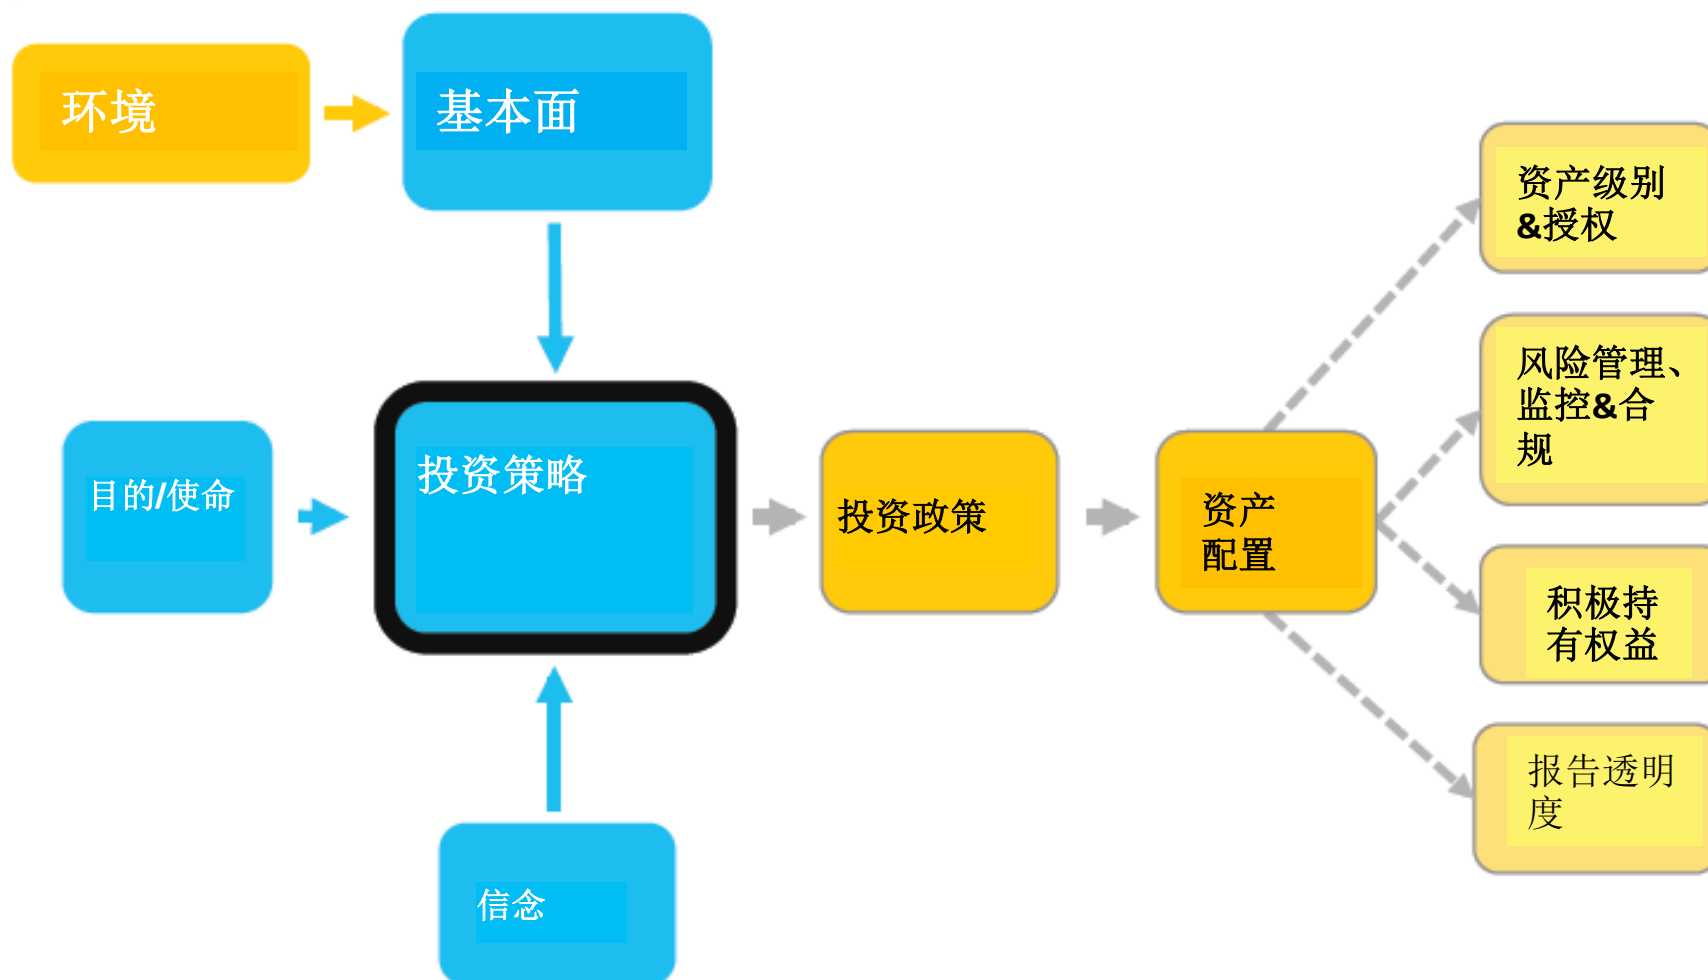 环境
基本面
资产级别
&授权
风险管理、
监控&合
规
目的/使命
投资策略
投资政策
资产
配置
积极持
有权益
报告透明
度
信念